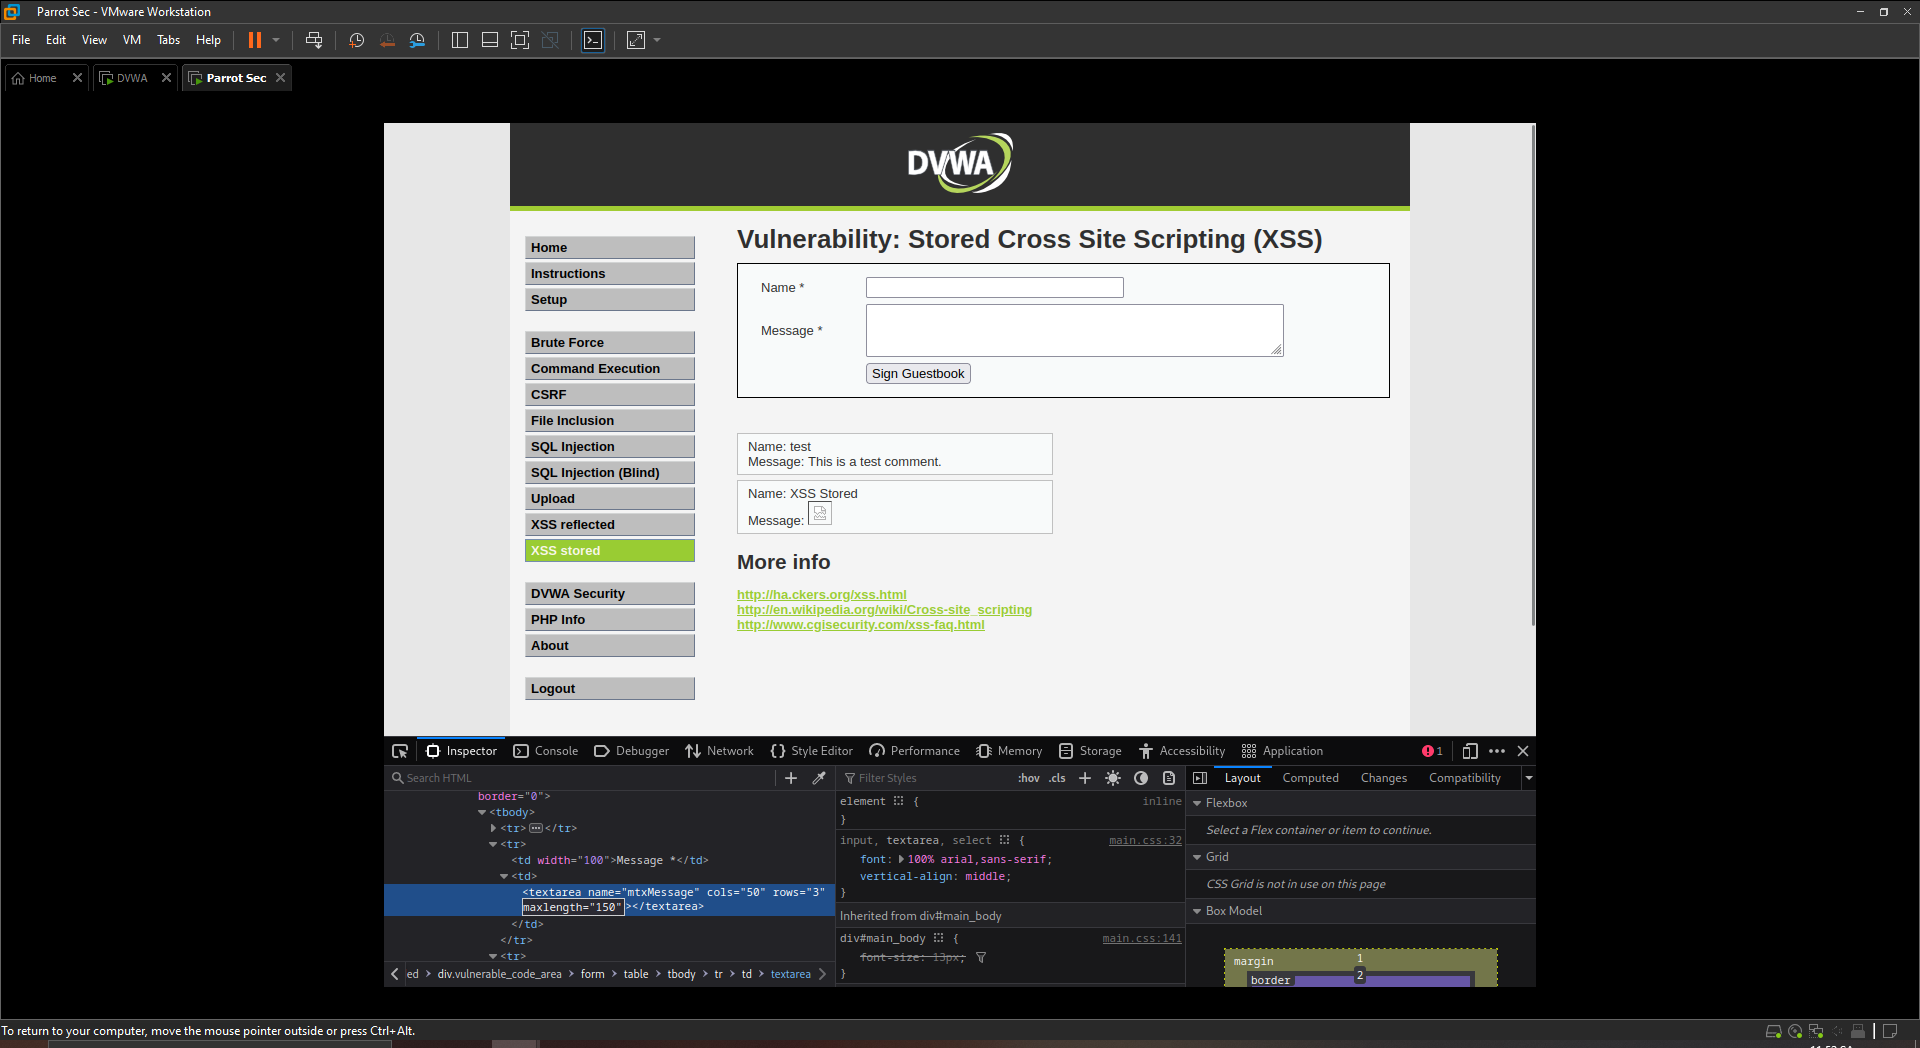 Parrot Sec - VMware Workstation
File Edit View VM Tabs Help
Home DVWA Parrot Sec
DVWA
Home
Instructions
Setup
Brute Force
Command Execution
CSRF
File Inclusion
SQL Injection
SQL Injection (Blind)
Upload
XSS reflected
XSS stored
DVWA Security
PHP Info
About
Logout
Vulnerability: Stored Cross Site Scripting (XSS)
Name *
Message *
Sign Guestbook
Name: test
Message: This is a test comment.
Name: XSS Stored
Message:
More info
http://ha.ckers.org/xss.html
http://en.wikipedia.org/wiki/Cross-site_scripting
http://www.cgisecurity.com/xss-faq.html
Inspector Console Debugger Network Style Editor Performance Memory Storage Accessibility Application 1
Search HTML
border="0">
<tbody>
<tr> </tr>
<tr>
<td width="100">Message *</td>
<td>
<textarea name="mtxMessage" cols="50" rows="3"
maxlength="150"></textarea>
</td>
</tr>
<tr>
ed > div.vulnerable_code_area > form > table > tbody > tr > td > textarea
Filter Styles :hov .cls
element { inline
}
input, textarea, select { main.css:32
font: 100% arial,sans-serif;
vertical-align: middle;
}
Inherited from div#main_body
div#main_body { main.css:141
font-size: 13px;
}
Layout Computed Changes Compatibility
Flexbox
Select a Flex container or item to continue.
Grid
CSS Grid is not in use on this page
Box Model
margin 1
border 2
To return to your computer, move the mouse pointer outside or press Ctrl+Alt.